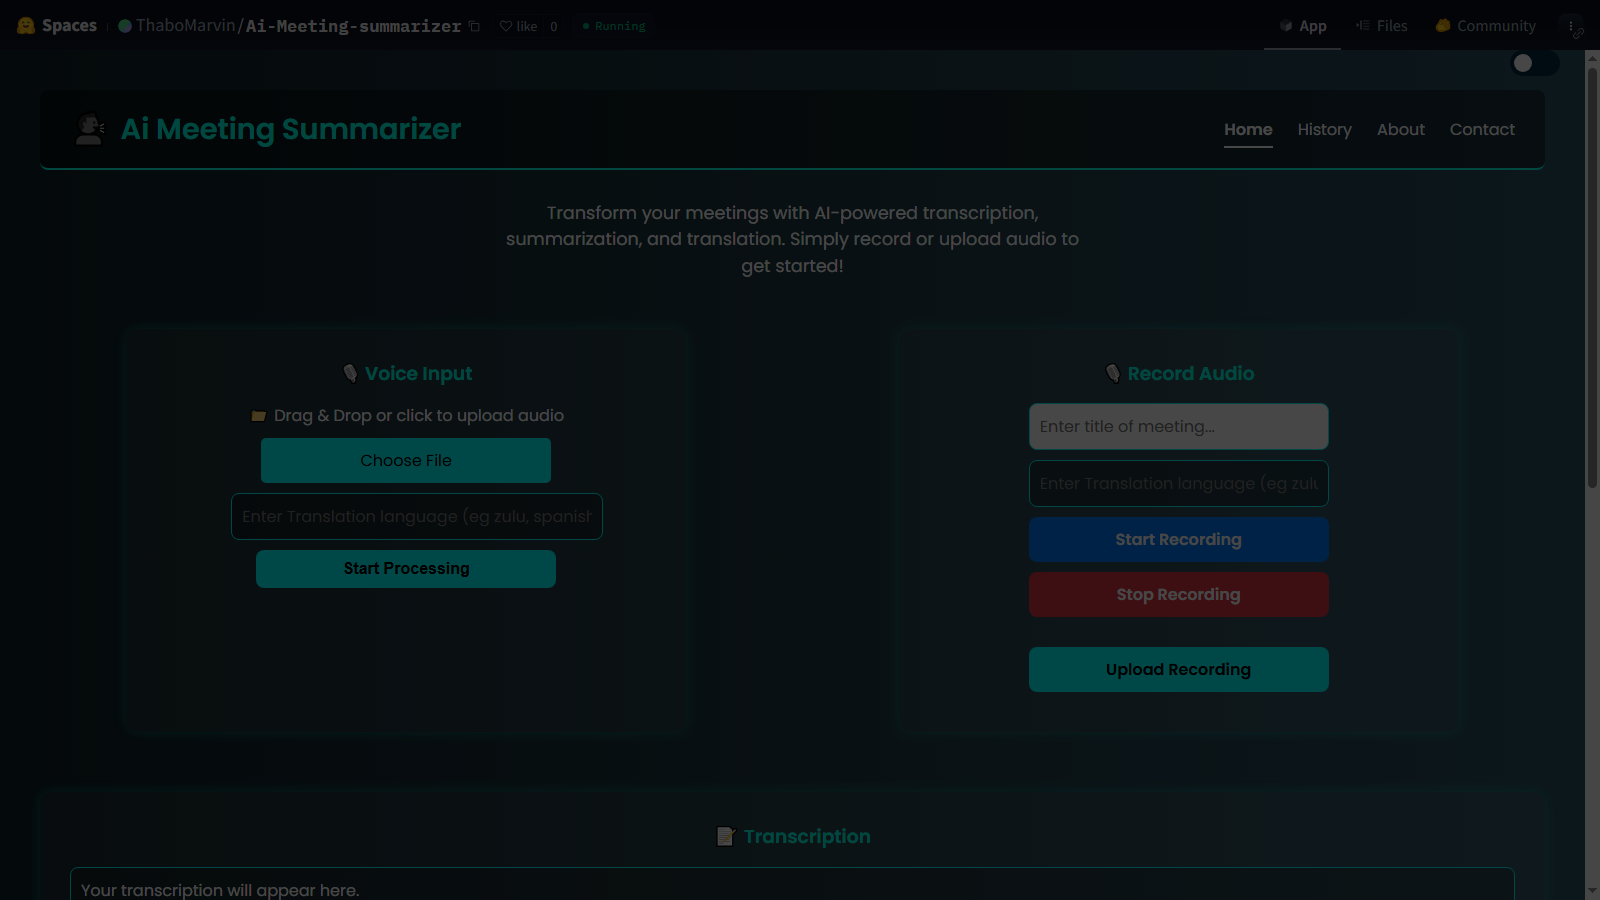 Spaces
ThaboMarvin/Ai-Meeting-summarizer
like 0
Running
App
Files
Community
Ai Meeting Summarizer
Home
History
About
Contact
Transform your meetings with AI-powered transcription,
summarization, and translation. Simply record or upload audio to
get started!
Voice Input
Drag & Drop or click to upload audio
Choose File
Enter Translation language (eg zulu, spanish
Start Processing
Record Audio
Enter title of meeting...
Enter Translation language (eg zulu
Start Recording
Stop Recording
Upload Recording
Transcription
Your transcription will appear here.